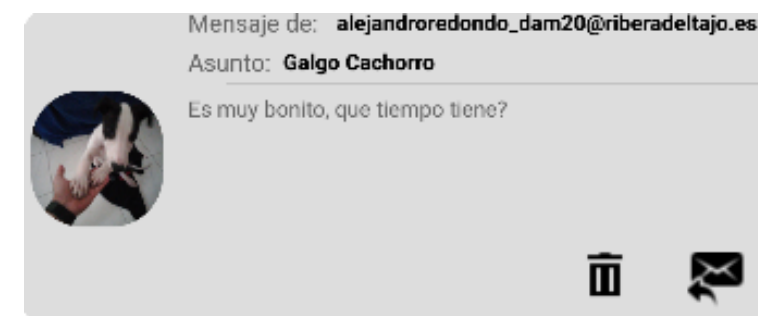 Mensaje de: alejandroredondo_dam20@riberadeltajo.es
Asunto: Galgo Cachorro
Es muy bonito, que tiempo tiene?